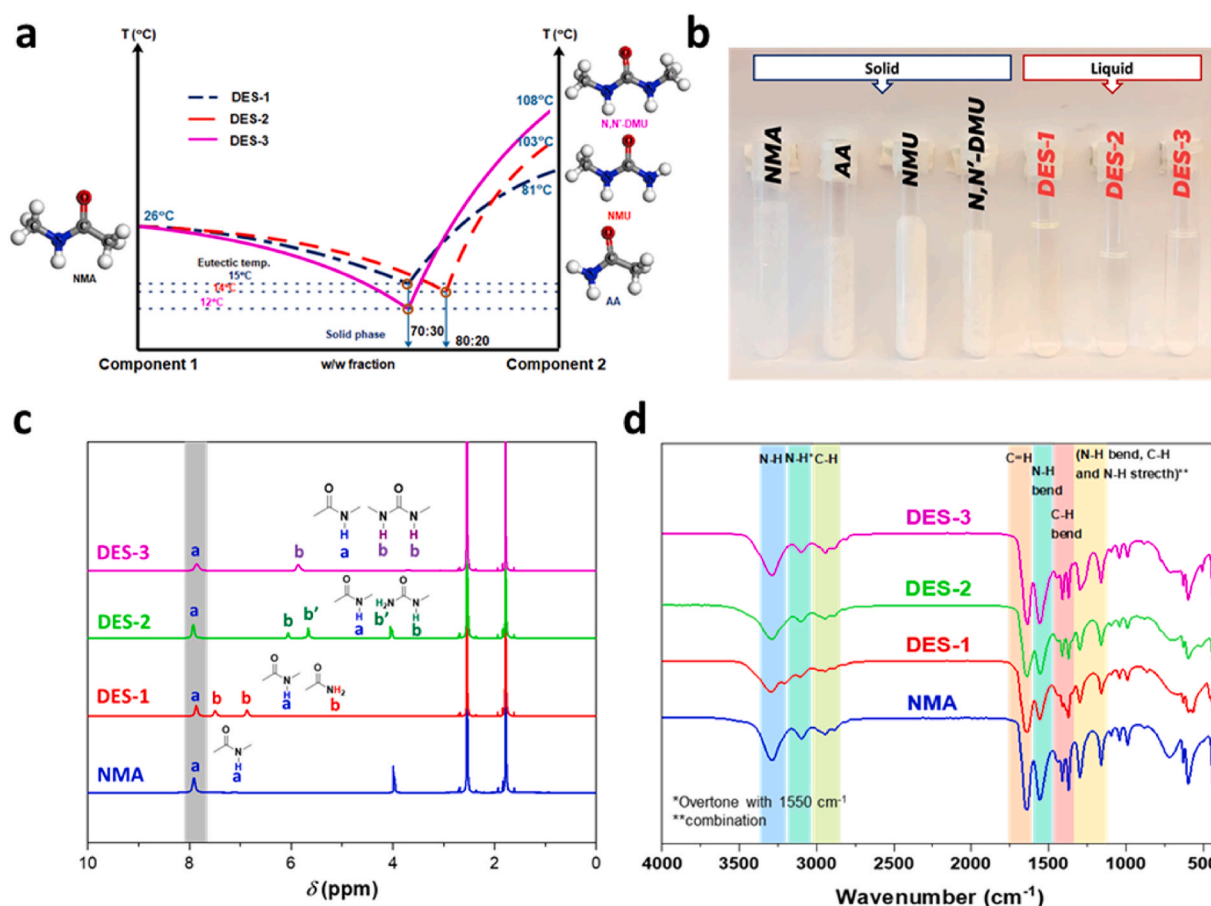 a
T (°C)
T (°C)
DES-1
DES-2
DES-3
108°C
N,N'-DMU
103°C
NMU
81°C
AA
26°C
NMA
Eutectic temp.
15°C
14°C
12°C
Solid phase
70:30
80:20
Component 1
w/w fraction
Component 2
b
Solid
Liquid
NMA
AA
NMU
N,N'-DMU
DES-1
DES-2
DES-3
c
O
N
H
a
O
N
H
b
N
H
b
DES-3
a
b
O
N
H
a
O
H₂N
b'
N
H
b
DES-2
a
b
b'
O
N
H
a
O
NH₂
b
DES-1
a
b
b
O
N
H
a
NMA
a
10
8
6
4
2
0
δ (ppm)
d
N-H
N-H*
C-H
C=H
N-H
bend
C-H
bend
(N-H bend, C-H
and N-H strecth)**
DES-3
DES-2
DES-1
NMA
*Overtone with 1550 cm⁻¹
**combination
4000
3500
3000
2500
2000
1500
1000
Wavenumber (cm⁻¹)